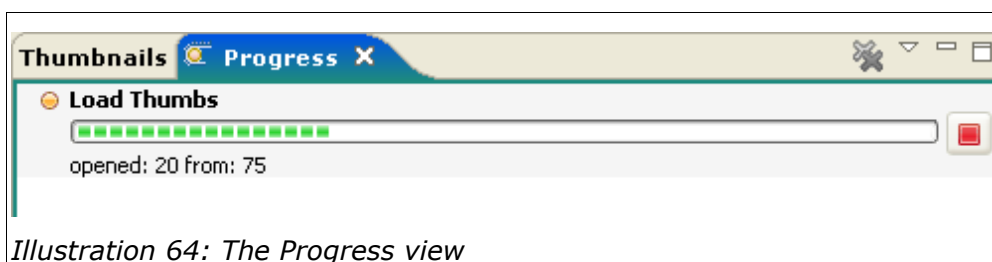 Thumbnails Progress
Load Thumbs
opened: 20 from: 75
Illustration 64: The Progress view